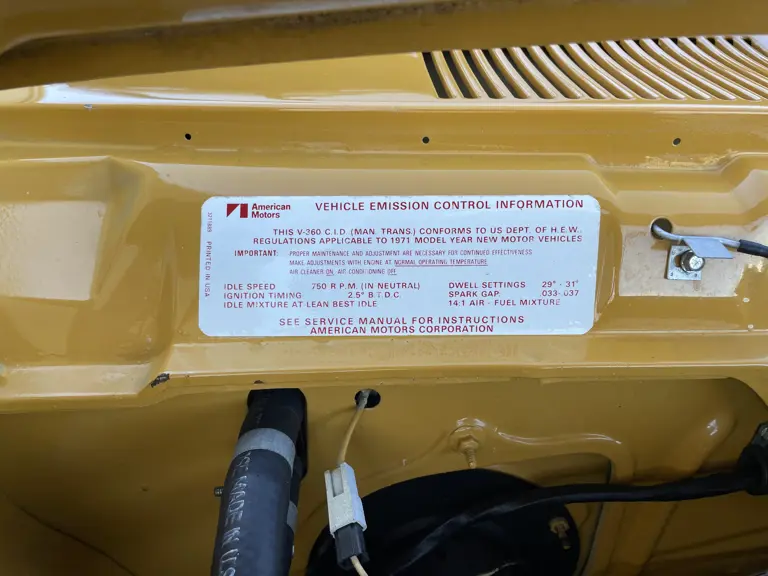 American
Motors
VEHICLE EMISSION CONTROL INFORMATION
THIS V-360 C.I.D (MAN. TRANS.) CONFORMS TO US DEPT. OF H.E.W.
REGULATIONS APPLICABLE TO 1971 MODEL YEAR NEW MOTOR VEHICLES
IMPORTANT: PROPER MAINTENANCE AND ADJUSTMENT ARE NECESSARY FOR CONTINUED EFFECTIVENESS
MAKE ADJUSTMENTS WITH ENGINE AT NORMAL OPERATING TEMPERATURE
AIR CLEANER ON, AIR CONDITIONING OFF
IDLE SPEED 750 R.P.M. (IN NEUTRAL) DWELL SETTINGS 29° - 31°
IGNITION TIMING 2.5° B.T.D.C. SPARK GAP 033-037
IDLE MIXTURE AT LEAN BEST IDLE 14:1 AIR - FUEL MIXTURE
SEE SERVICE MANUAL FOR INSTRUCTIONS
AMERICAN MOTORS CORPORATION
PRINTED IN USA
MADE IN U.S